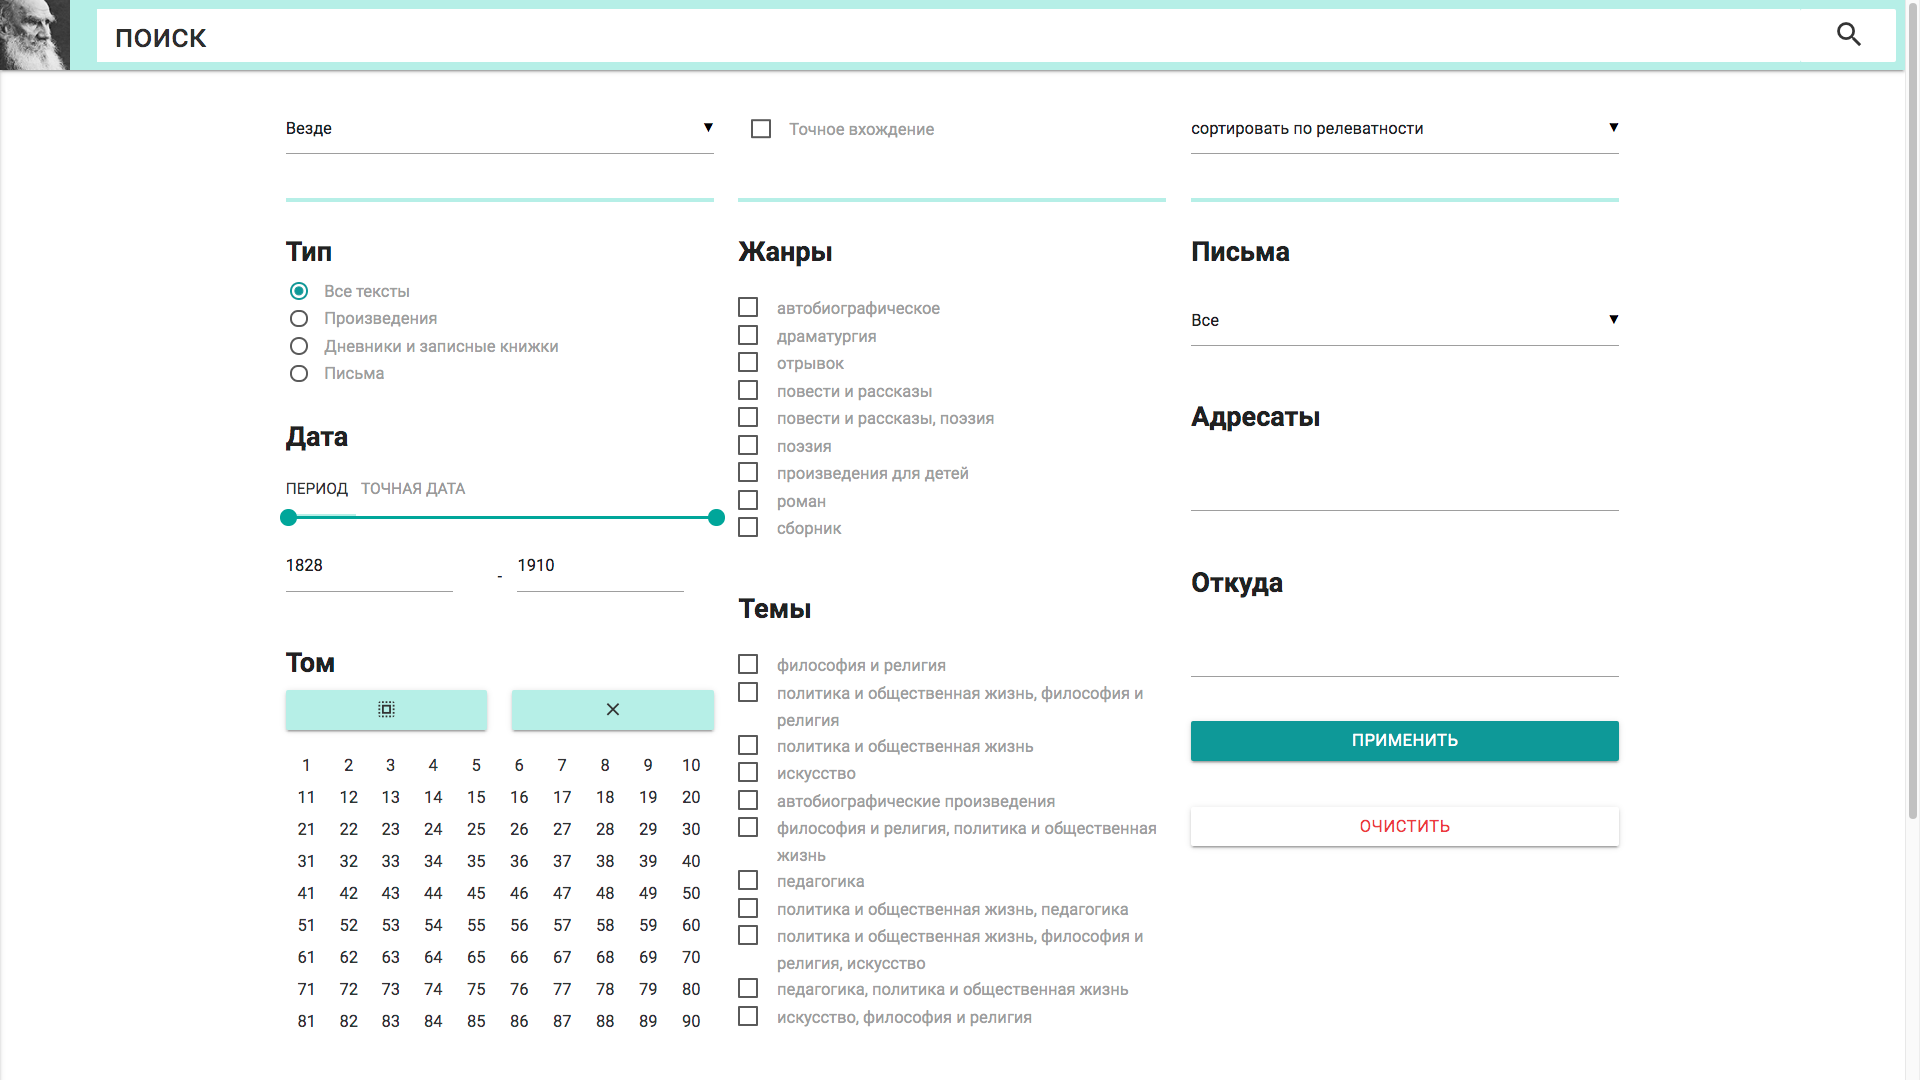 ПОИСК
Везде
Точное вхождение
сортировать по релеватности
Тип
Все тексты
Произведения
Дневники и записные книжки
Письма
Дата
ПЕРИОД ТОЧНАЯ ДАТА
1828 - 1910
Том
1 2 3 4 5 6 7 8 9 10
11 12 13 14 15 16 17 18 19 20
21 22 23 24 25 26 27 28 29 30
31 32 33 34 35 36 37 38 39 40
41 42 43 44 45 46 47 48 49 50
51 52 53 54 55 56 57 58 59 60
61 62 63 64 65 66 67 68 69 70
71 72 73 74 75 76 77 78 79 80
81 82 83 84 85 86 87 88 89 90
Жанры
автобиографическое
драматургия
отрывок
повести и рассказы
повести и рассказы, поэзия
поэзия
произведения для детей
роман
сборник
Темы
философия и религия
политика и общественная жизнь, философия и
религия
политика и общественная жизнь
искусство
автобиографические произведения
философия и религия, политика и общественная
жизнь
педагогика
политика и общественная жизнь, педагогика
политика и общественная жизнь, философия и
религия, искусство
педагогика, политика и общественная жизнь
искусство, философия и религия
Письма
Все
Адресаты
Откуда
ПРИМЕНИТЬ
ОЧИСТИТЬ